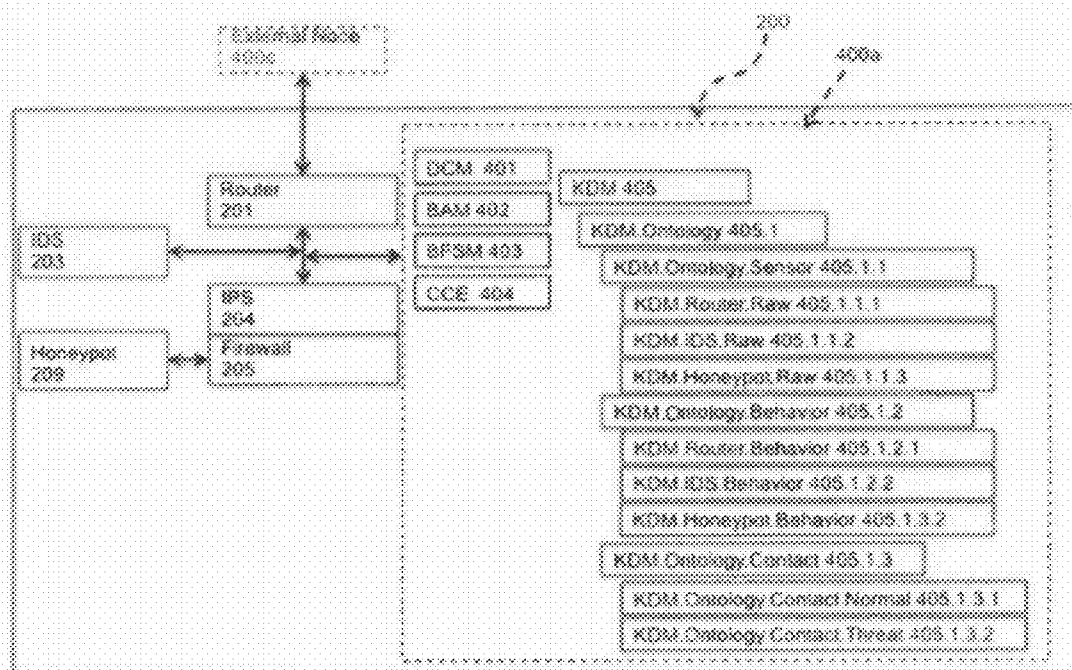 External Node
400c
200
400a
Router
201
IDS
203
IPS
204
Firewall
205
Honeypot
209
DCM 401
BAM 402
BFSM 403
CCE 404
KDM 405
KDM.Ontology 405.1
KDM.Ontology.Sensor 405.1.1
KDM.Router.Raw 405.1.1.1
KDM.IDS.Raw 405.1.1.2
KDM.Honeypot.Raw 405.1.1.3
KDM.Ontology.Behavior 405.1.2
KDM.Router.Behavior 405.1.2.1
KDM.IDS.Behavior 405.1.2.2
KDM.Honeypot.Behavior 405.1.3.2
KDM.Ontology.Contact 405.1.3
KDM.Ontology.Contact.Normal 405.1.3.1
KDM.Ontology.Contact.Threat 405.1.3.2